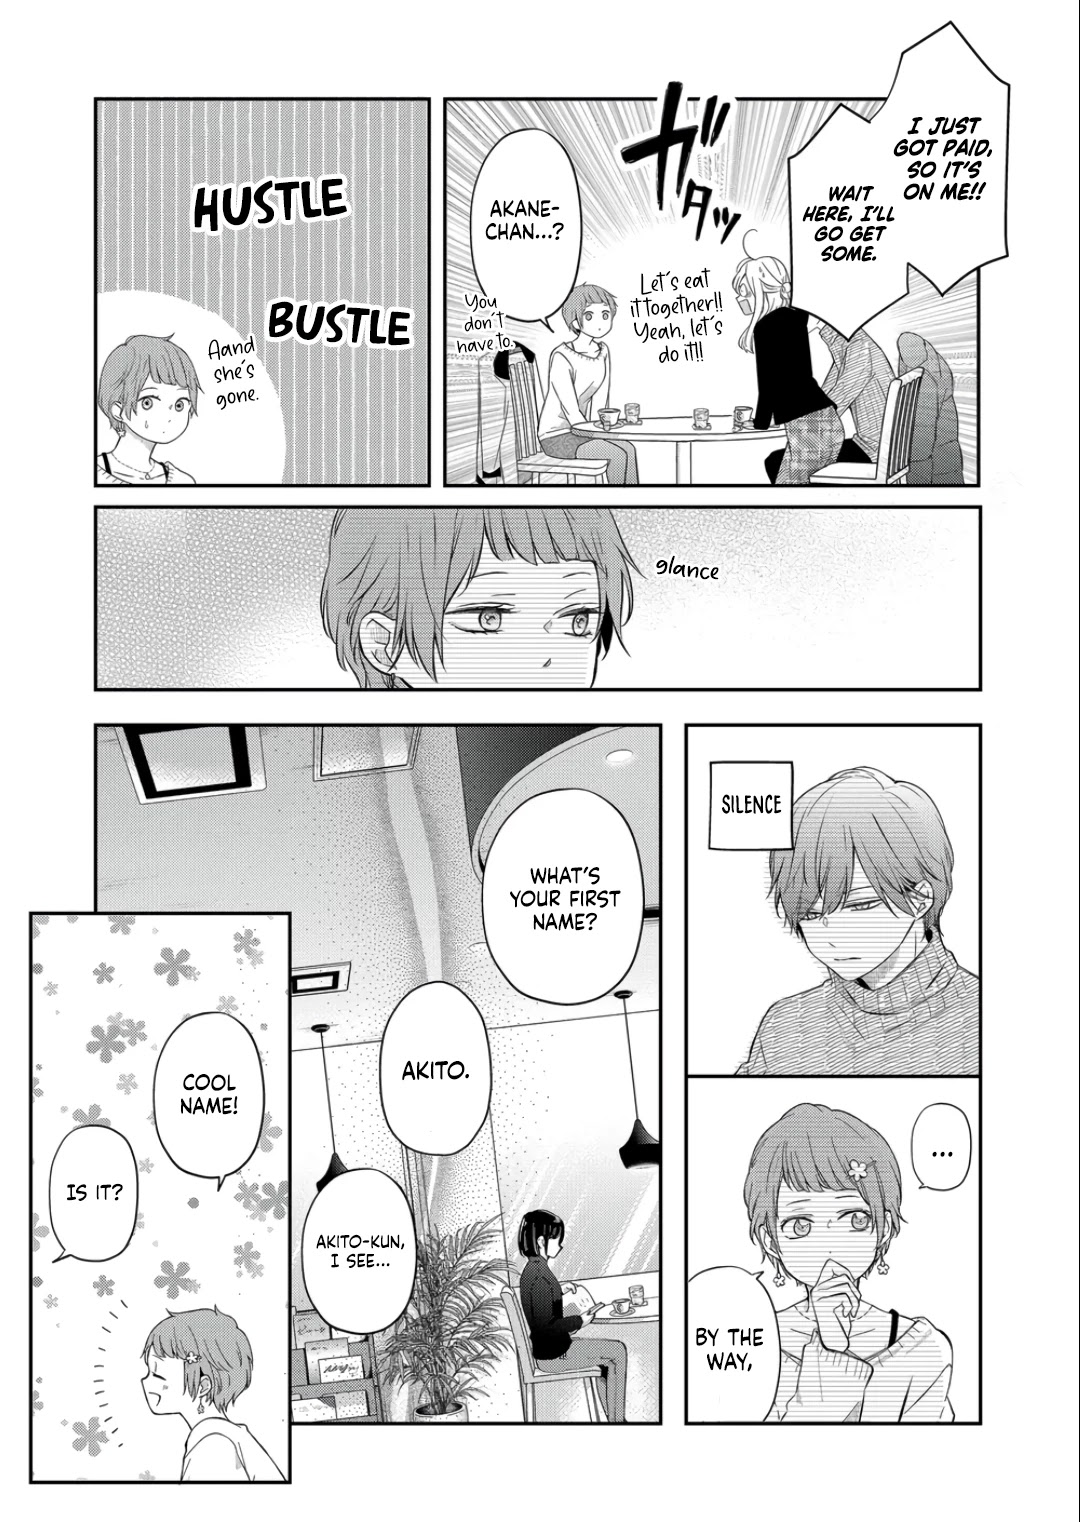 I JUST
GOT PAID,
SO IT'S
ON ME!!
WAIT
HERE, I'LL
GO GET
SOME.
ガタッ
Let's eat
it together!!
Yeah, let's
do it!!
AKANE-
CHAN...?
You
don't
have to.
HUSTLE
BUSTLE
Aand
she's
gone.
glance
SILENCE
...
BY THE
WAY,
WHAT'S
YOUR FIRST
NAME?
AKITO.
AKITO-KUN,
I SEE...
COOL
NAME!
IS IT?